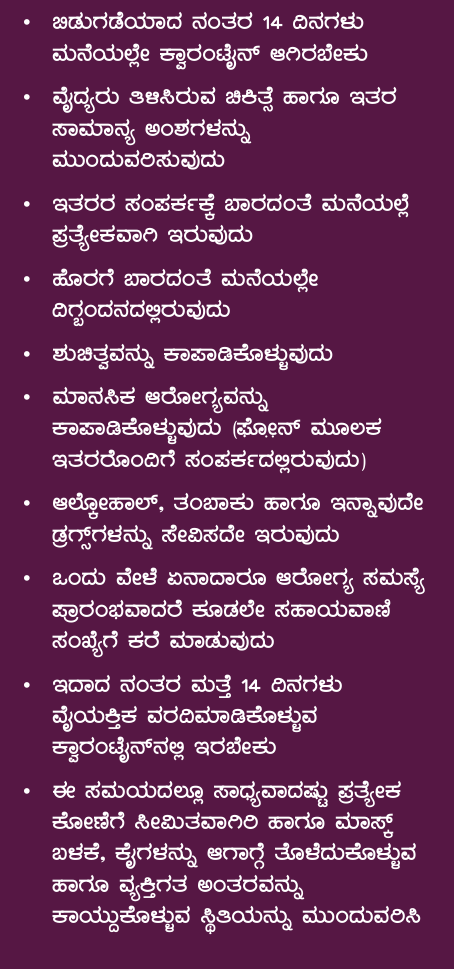 • ಬಿಡುಗಡೆಯಾದ ನಂತರ 14 ದಿನಗಳು
ಮನೆಯಲ್ಲೇ ಕ್ವಾರಂಟೈನ್ ಆಗಿರಬೇಕು
• ವೈದ್ಯರು ತಿಳಿಸಿರುವ ಚಿಕಿತ್ಸೆ ಹಾಗೂ ಇತರ
ಸಾಮಾನ್ಯ ಅಂಶಗಳನ್ನು
ಮುಂದುವರಿಸುವುದು
• ಇತರರ ಸಂಪರ್ಕಕ್ಕೆ ಬಾರದಂತೆ ಮನೆಯಲ್ಲೆ
ಪ್ರತ್ಯೇಕವಾಗಿ ಇರುವುದು
• ಹೊರಗೆ ಬಾರದಂತೆ ಮನೆಯಲ್ಲೇ
ದಿಗ್ಬಂದನದಲ್ಲಿರುವುದು
• ಶುಚಿತ್ವವನ್ನು ಕಾಪಾಡಿಕೊಳ್ಳುವುದು
• ಮಾನಸಿಕ ಆರೋಗ್ಯವನ್ನು
ಕಾಪಾಡಿಕೊಳ್ಳುವುದು (ಫೋನ್ ಮೂಲಕ
ಇತರರೊಂದಿಗೆ ಸಂಪರ್ಕದಲ್ಲಿರುವುದು)
• ಆಲ್ಕೋಹಾಲ್, ತಂಬಾಕು ಹಾಗೂ ಇನ್ನಾವುದೇ
ಡ್ರಗ್ಸ್‌ಗಳನ್ನು ಸೇವಿಸದೇ ಇರುವುದು
• ಒಂದು ವೇಳೆ ಏನಾದಾರೂ ಆರೋಗ್ಯ ಸಮಸ್ಯೆ
ಪ್ರಾರಂಭವಾದರೆ ಕೂಡಲೇ ಸಹಾಯವಾಣಿ
ಸಂಖ್ಯೆಗೆ ಕರೆ ಮಾಡುವುದು
• ಇದಾದ ನಂತರ ಮತ್ತೆ 14 ದಿನಗಳು
ವೈಯಕ್ತಿಕ ವರದಿಮಾಡಿಕೊಳ್ಳುವ
ಕ್ವಾರಂಟೈನ್‌ನಲ್ಲಿ ಇರಬೇಕು
• ಈ ಸಮಯದಲ್ಲೂ ಸಾಧ್ಯವಾದಷ್ಟು ಪ್ರತ್ಯೇಕ
ಕೋಣೆಗೆ ಸೀಮಿತವಾಗಿರಿ ಹಾಗೂ ಮಾಸ್ಕ್
ಬಳಕೆ, ಕೈಗಳನ್ನು ಆಗಾಗ್ಗೆ ತೊಳೆದುಕೊಳ್ಳುವ
ಹಾಗೂ ವ್ಯಕ್ತಿಗತ ಅಂತರವನ್ನು
ಕಾಯ್ದುಕೊಳ್ಳುವ ಸ್ಥಿತಿಯನ್ನು ಮುಂದುವರಿಸಿ